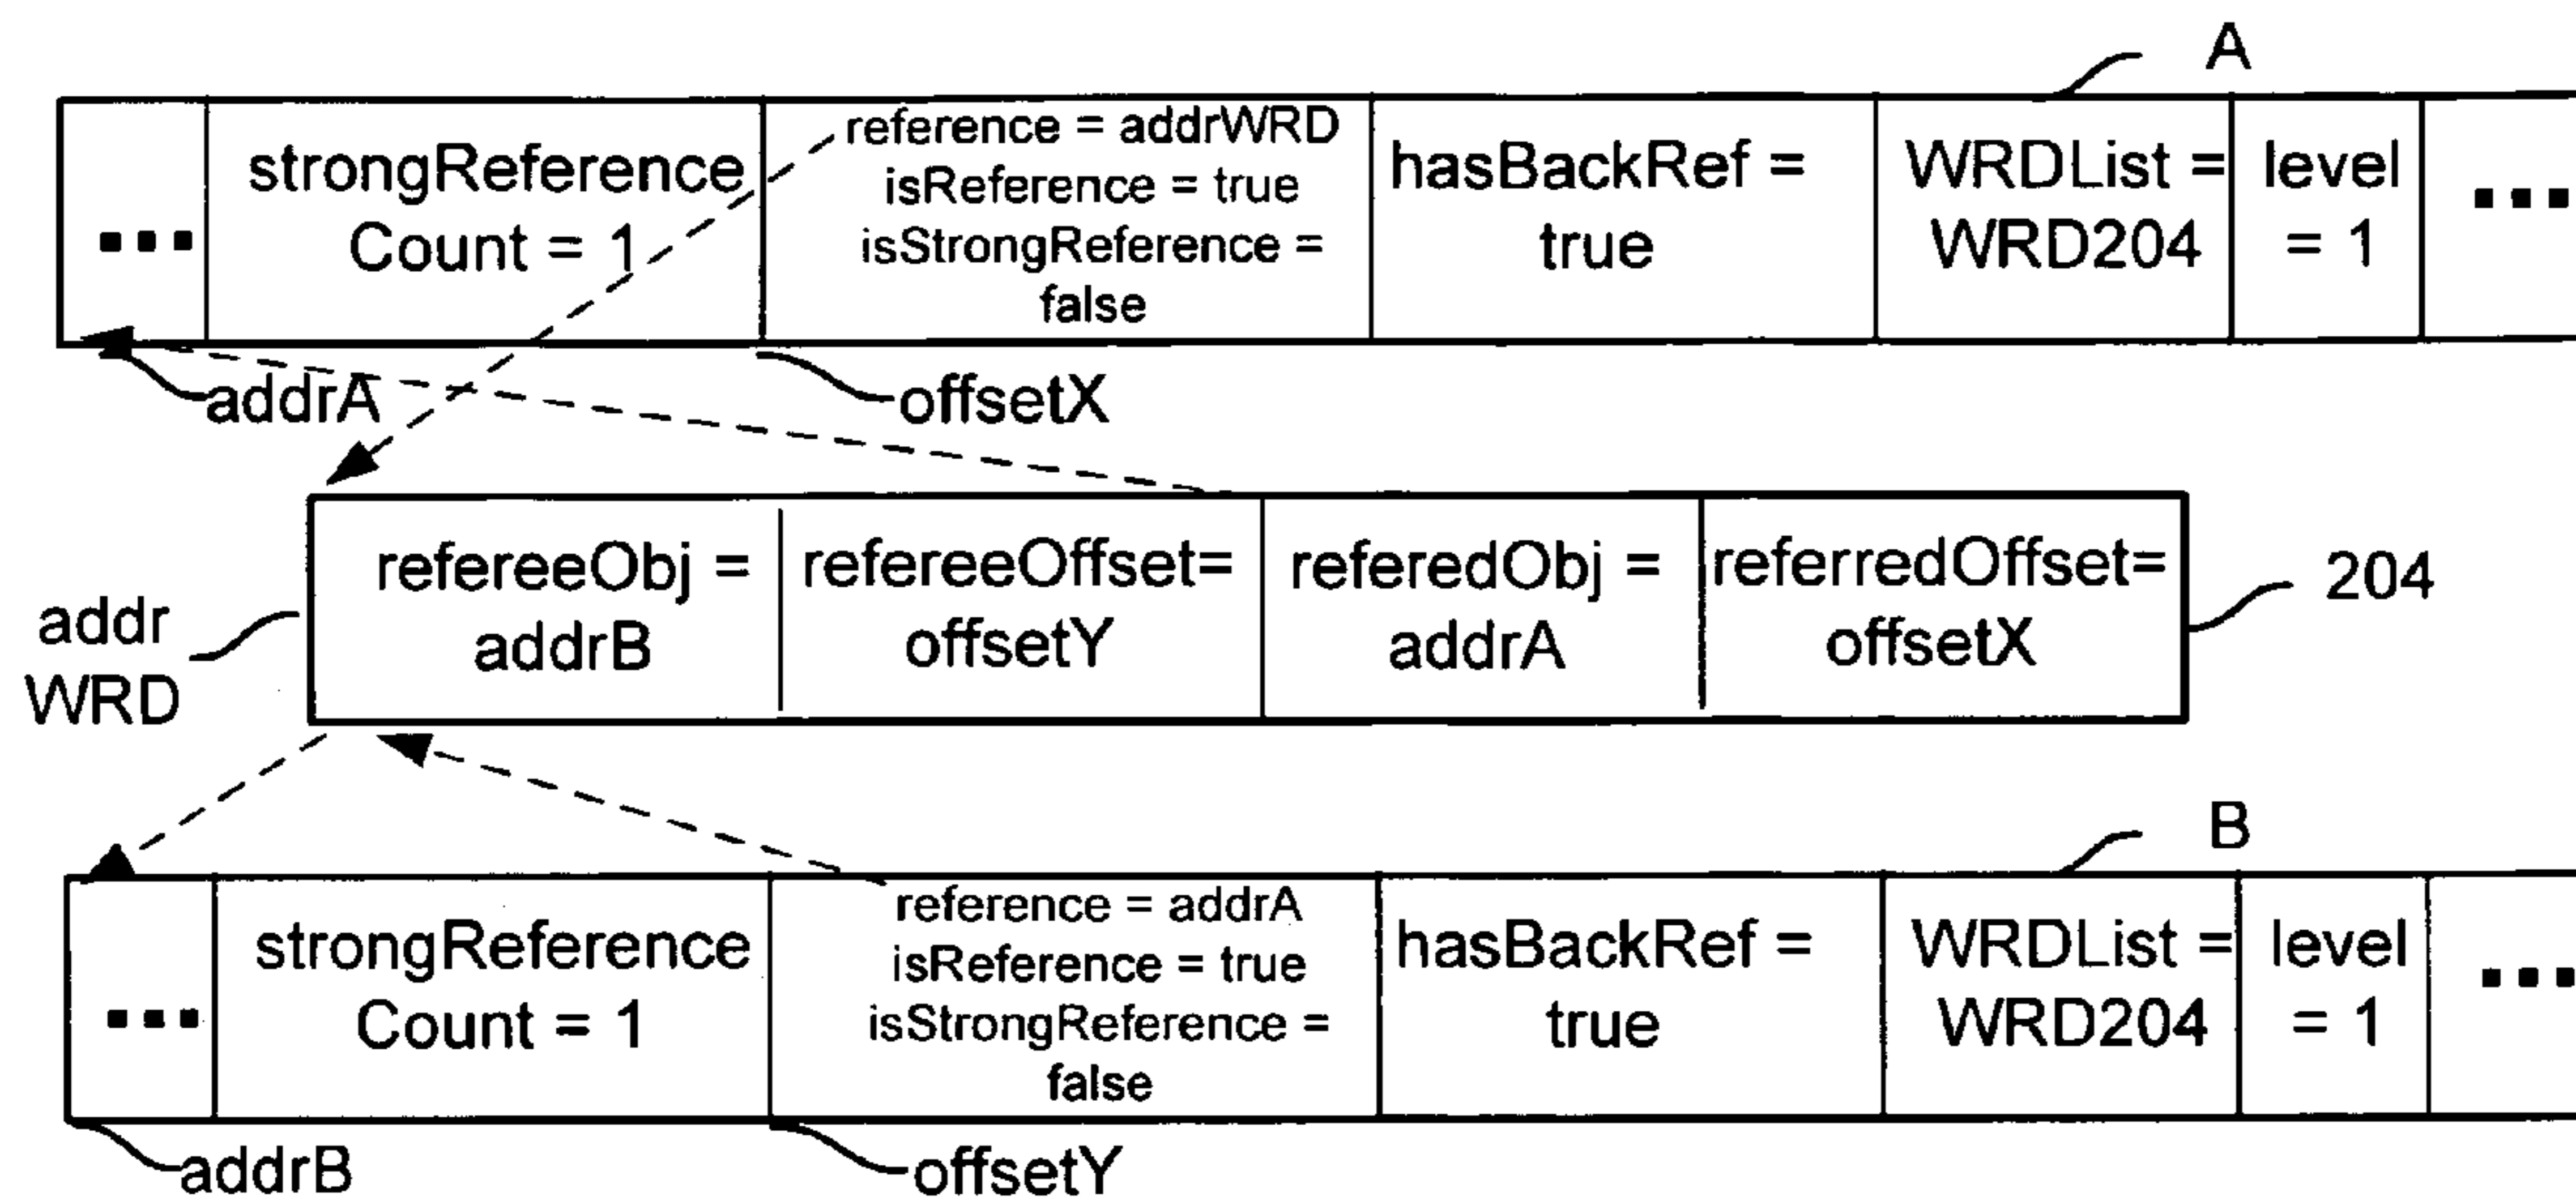 A
...
strongReference
Count = 1
reference = addrWRD
isReference = true
isStrongReference =
false
hasBackRef =
true
WRDList =
WRD204
level
= 1
...
addrA
offsetX
addr
WRD
refereeObj =
addrB
refereeOffset=
offsetY
referedObj =
addrA
referredOffset=
offsetX
204
B
...
strongReference
Count = 1
reference = addrA
isReference = true
isStrongReference =
false
hasBackRef =
true
WRDList =
WRD204
level
= 1
...
addrB
offsetY